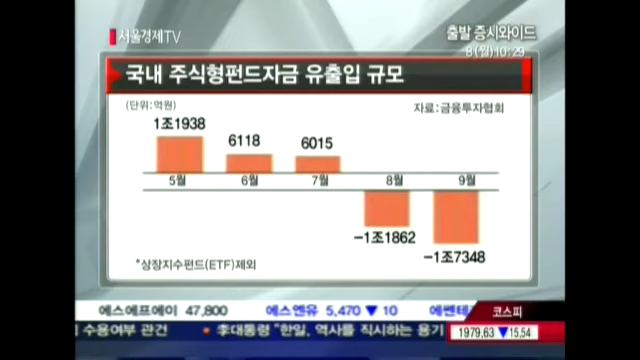 서울경제TV
출발 증시와이드
8(월)10:29
국내 주식형펀드자금 유출입 규모
(단위:억원)
자료:금융투자협회
1조1938
6118
6015
5월
6월
7월
8월
9월
-1조1862
-1조7348
*상장지수펀드(ETF)제외
에스에프에이 47,800
에스엔유 5,470 ▼ 10
에쎈테
코스피
수용여부 관건
• 李대통령 "한일, 역사를 직시하는 용기
1979,63 ▼15,54